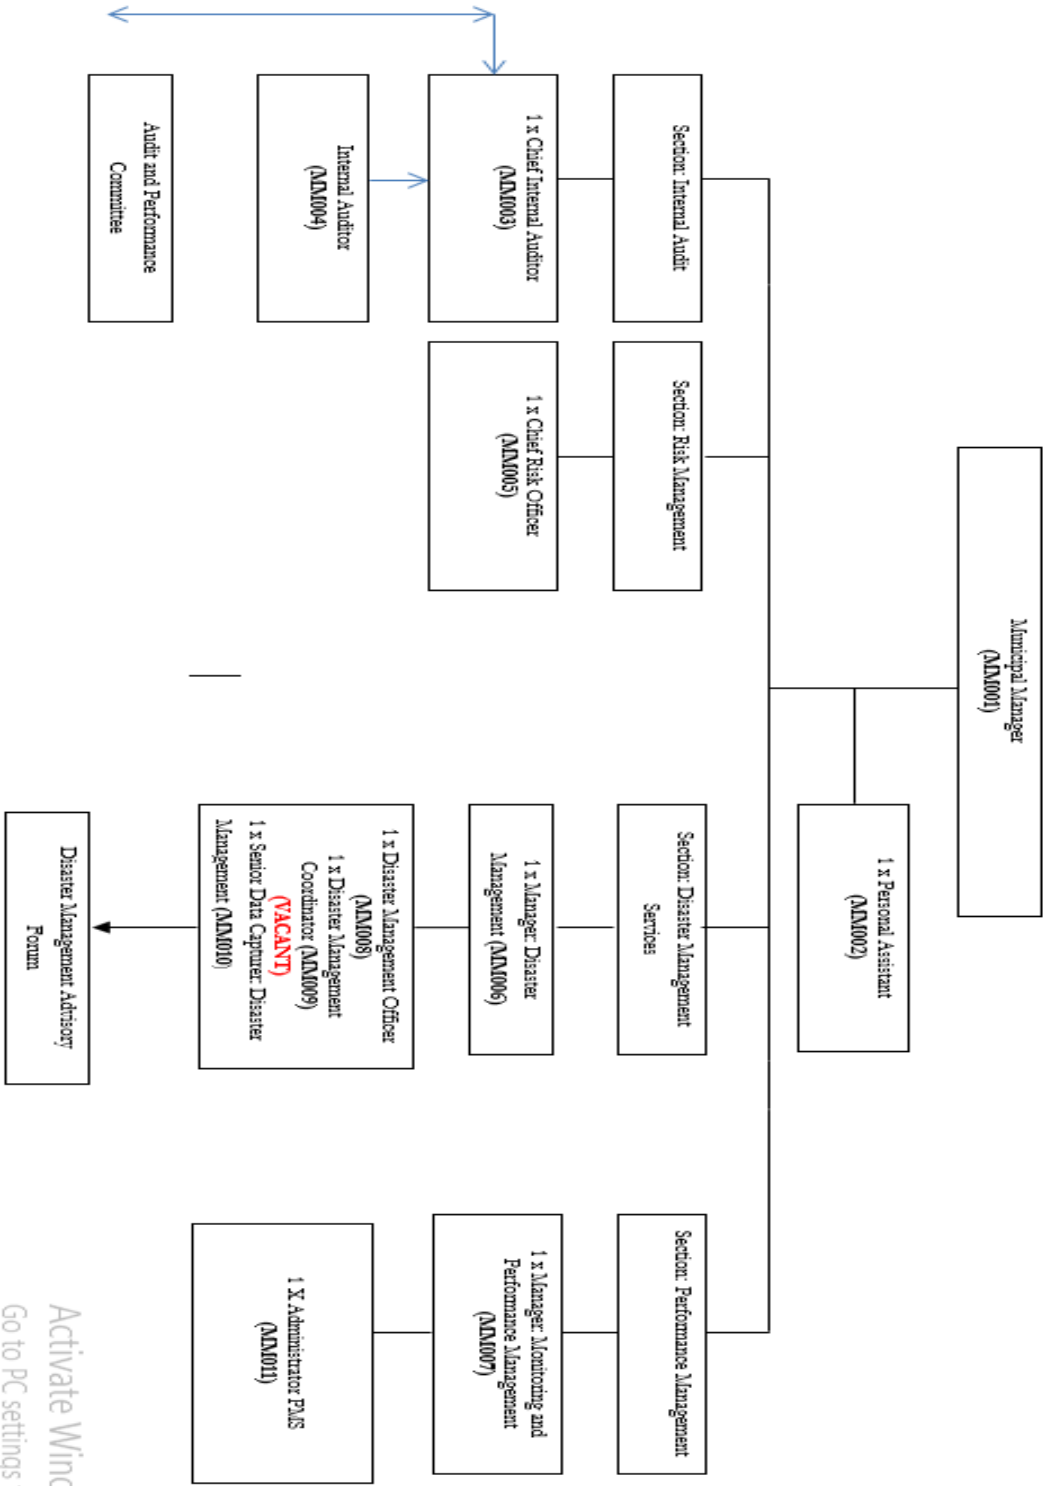 Municipal Manager
(MM001)
1 x Personal Assistant
(MM002)
Section: Internal Audit
Section: Risk Management
Section: Disaster Management
Services
Section: Performance Management
1 x Chief Internal Auditor
(MM003)
1 x Chief Risk Officer
(MM005)
1 x Manager: Disaster
Management (MM006)
1 x Manager: Monitoring and
Performance Management
(MM007)
Internal Auditor
(MM004)
1 x Disaster Management Officer
(MM008)
1 x Disaster Management
Coordinator (MM009)
(VACANT)
1 x Senior Data Capturer: Disaster
Management (MM010)
1 X Administrator PMS
(MM011)
Audit and Performance
Committee
Disaster Management Advisory
Forum
Activate
Go to PC settings